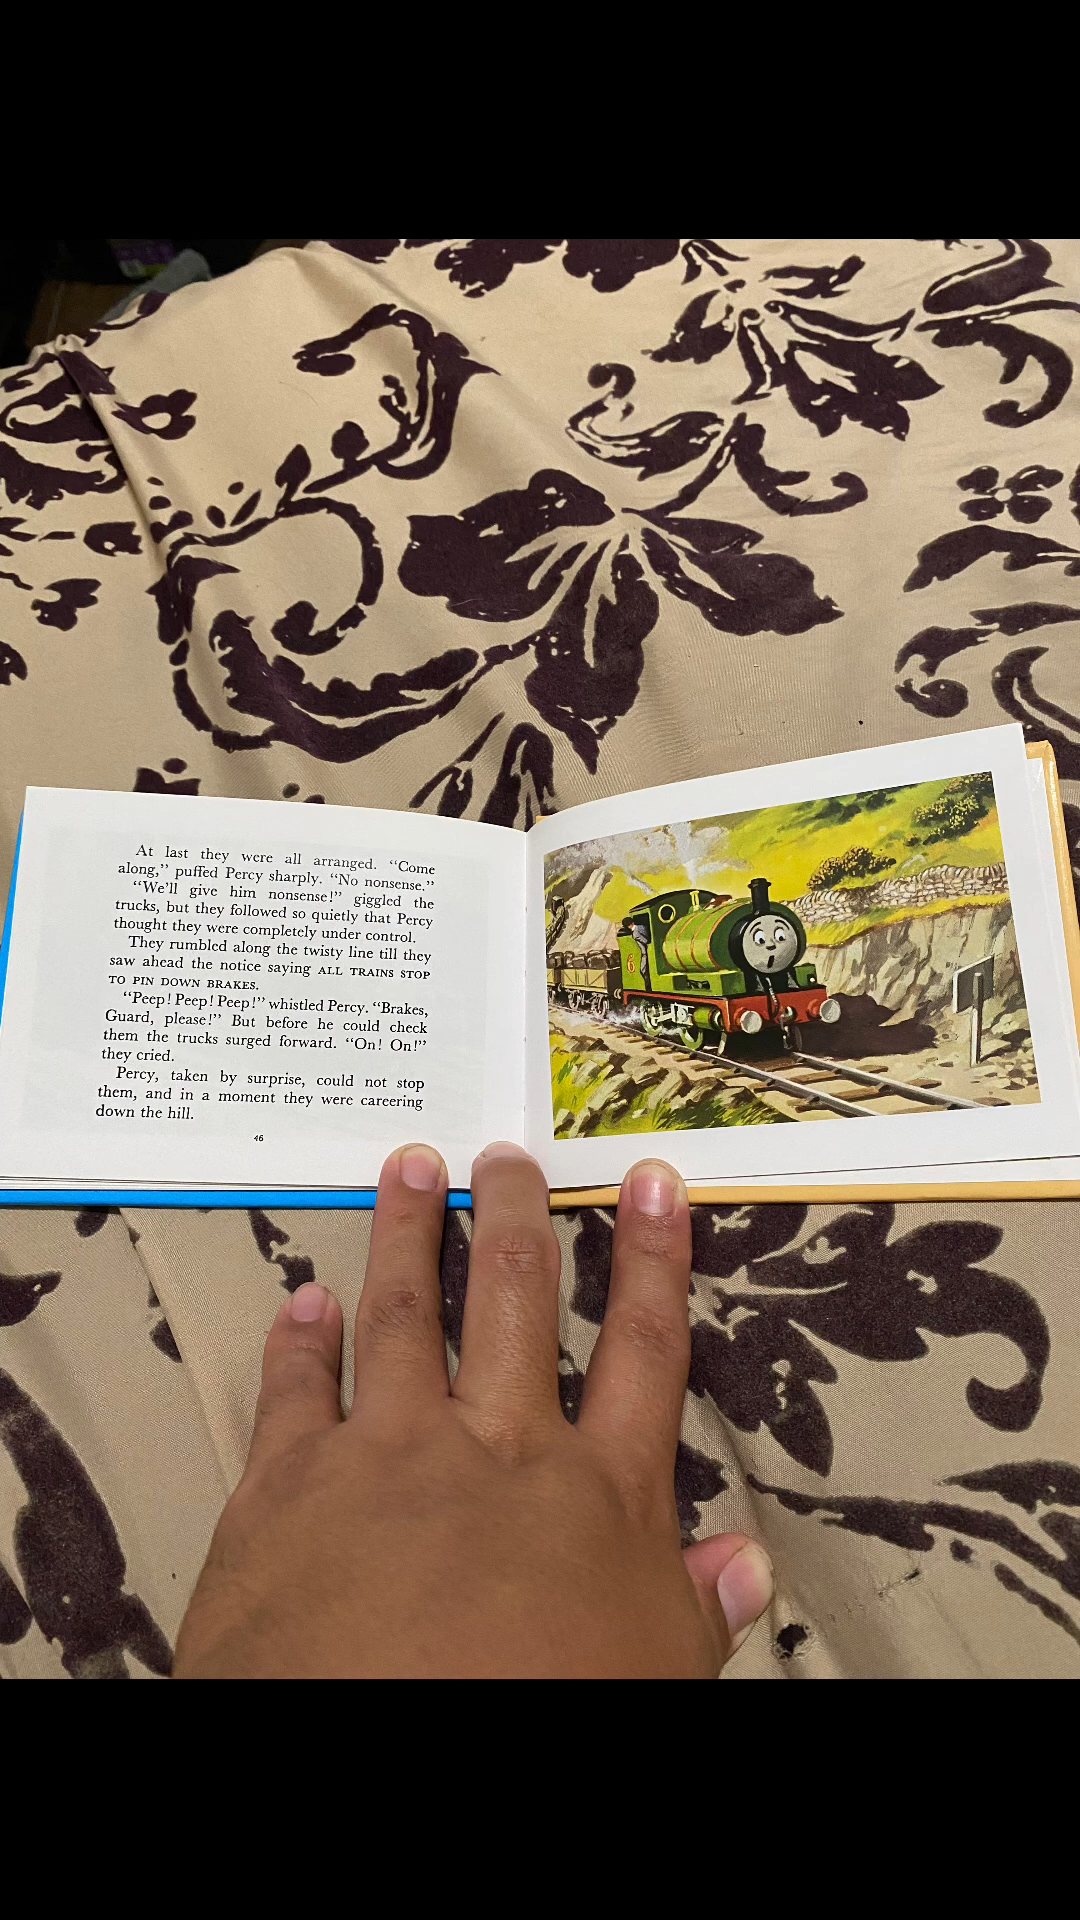 At last they were all arranged. “Come
along,” puffed Percy sharply. “No nonsense.”
“We’ll give him nonsense!” giggled the
trucks, but they followed so quietly that Percy
thought they were completely under control.
They rumbled along the twisty line till they
saw ahead the notice saying ALL TRAINS STOP
TO PIN DOWN BRAKES.
“Peep! Peep! Peep!” whistled Percy. “Brakes,
Guard, please!” But before he could check
them the trucks surged forward. “On! On!”
they cried.
Percy, taken by surprise, could not stop
them, and in a moment they were careering
down the hill.
46
6